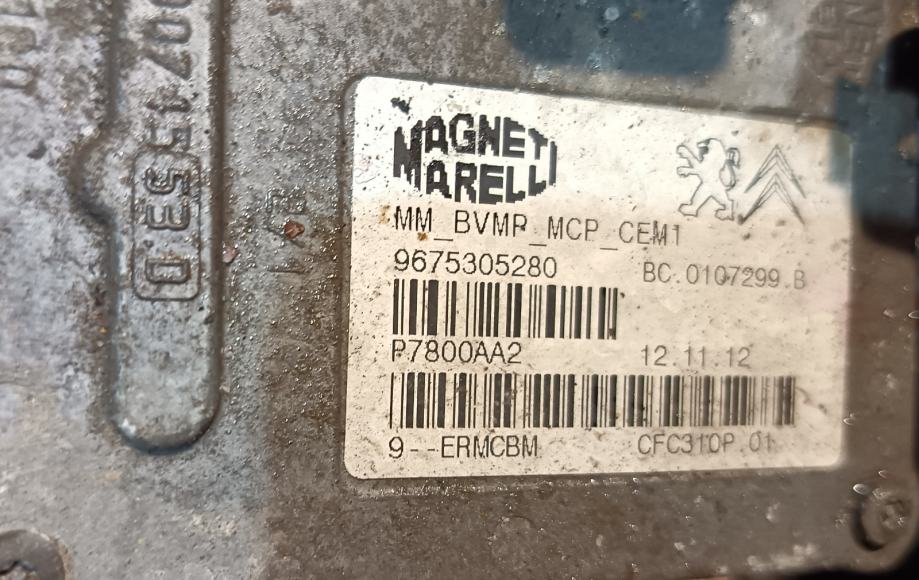 MAGNETI
MARELLI
MM_BVMP_MCP_CEM1
9675305280
BC.0107299.B
P7800AA2
12.11.12
9--ERMCBM
CFC310P.01